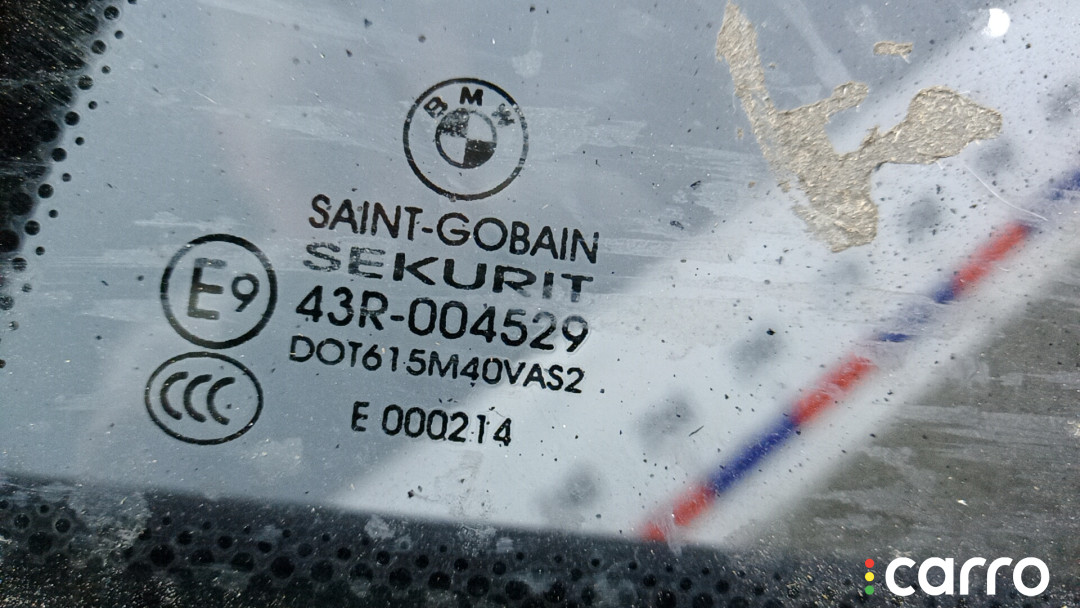 BMW
SAINT-GOBAIN
SEKURIT
E9
43R-004529
DOT615M40VAS2
CCC
E 000214
carro